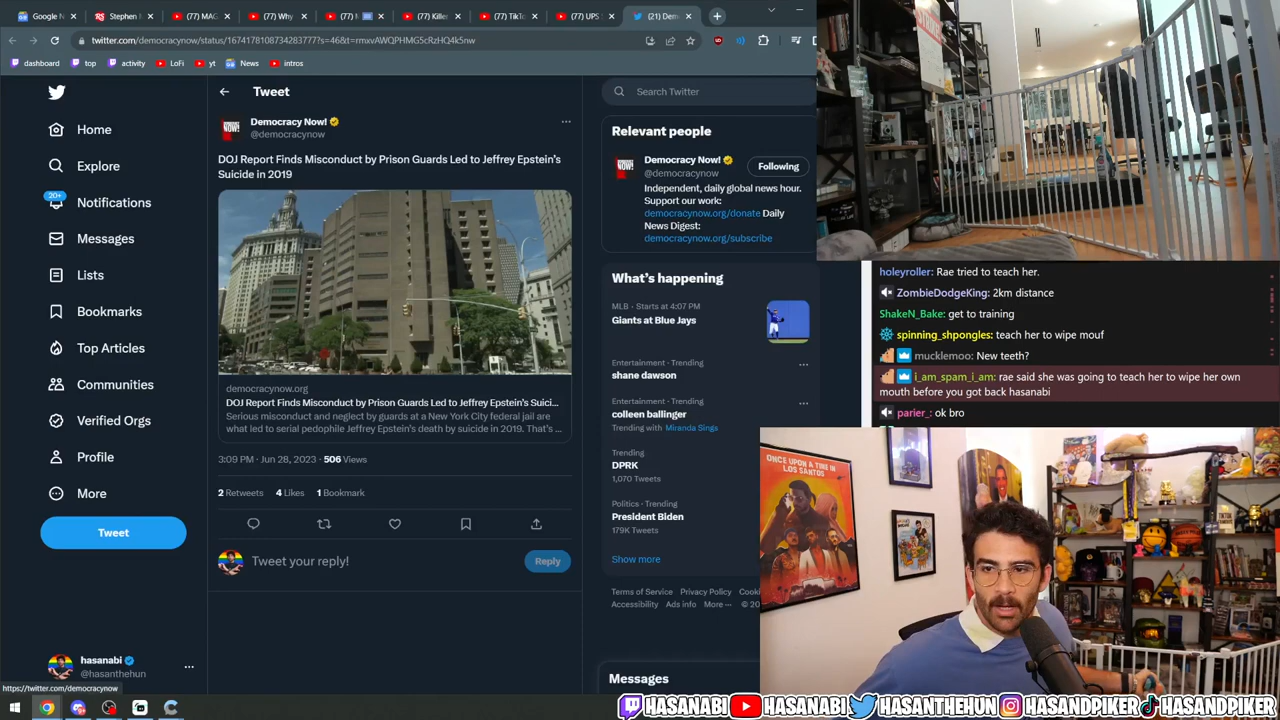 Google N
Stephen M
(77) MAG
(77) Why
(77) M
(77) Killer
(77) TikTo
(77) UPS S
(21) Dem
twitter.com/democracynow/status/1674178108734283777?s=46&t=rmxvAWQPHMG5cRzHQ4k5nw
dashboard
top
activity
LoFi
yt
News
intros
Tweet
Search Twitter
Home
Explore
20+
Notifications
Messages
Lists
Bookmarks
Top Articles
Communities
Verified Orgs
Profile
More
Tweet
hasanabi
@hasanthehun
https://twitter.com/democracynow
NOW!
Democracy Now!
@democracynow
DOJ Report Finds Misconduct by Prison Guards Led to Jeffrey Epstein's
Suicide in 2019
democracynow.org
DOJ Report Finds Misconduct by Prison Guards Led to Jeffrey Epstein's Suici...
Serious misconduct and neglect by guards at a New York City federal jail are
what led to serial pedophile Jeffrey Epstein's death by suicide in 2019. That's ...
3:09 PM · Jun 28, 2023 · 506 Views
2 Retweets 4 Likes 1 Bookmark
Tweet your reply!
Reply
Relevant people
NOW!
Democracy Now!
@democracynow
Following
Independent, daily global news hour.
Support our work:
democracynow.org/donate Daily
News Digest:
democracynow.org/subscribe
What's happening
MLB · Starts at 4:07 PM
Giants at Blue Jays
Entertainment · Trending
shane dawson
Entertainment · Trending
colleen ballinger
Trending with Miranda Sings
Trending
DPRK
1,070 Tweets
Politics · Trending
President Biden
179K Tweets
Show more
Terms of Service Privacy Policy Cook
Accessibility Ads info More ··· © 20
Messages
holeyroller: Rae tried to teach her.
ZombieDodgeKing: 2km distance
ShakeN_Bake: get to training
spinning_shpongles: teach her to wipe mouf
mucklemoo: New teeth?
i_am_spam_i_am: rae said she was going to teach her to wipe her own
mouth before you got back hasanabi
parier_: ok bro
ONCE UPON A TIME IN
LOS SANTOS
HASANABI
HASANABI
HASANTHEHUN
HASANDPIKER
HASANDPIKER